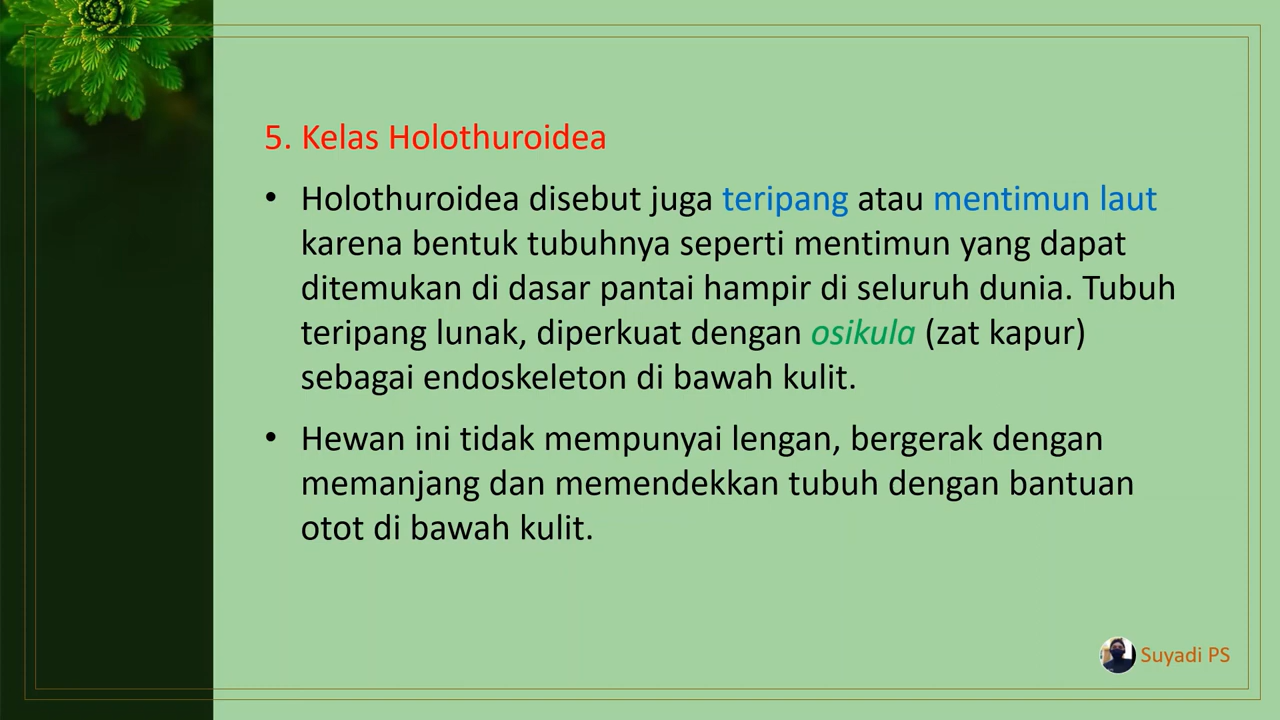 5. Kelas Holothuroidea
• Holothuroidea disebut juga teripang atau mentimun laut
karena bentuk tubuhnya seperti mentimun yang dapat
ditemukan di dasar pantai hampir di seluruh dunia. Tubuh
teripang lunak, diperkuat dengan osikula (zat kapur)
sebagai endoskeleton di bawah kulit.
• Hewan ini tidak mempunyai lengan, bergerak dengan
memanjang dan memendekkan tubuh dengan bantuan
otot di bawah kulit.
Suyadi PS